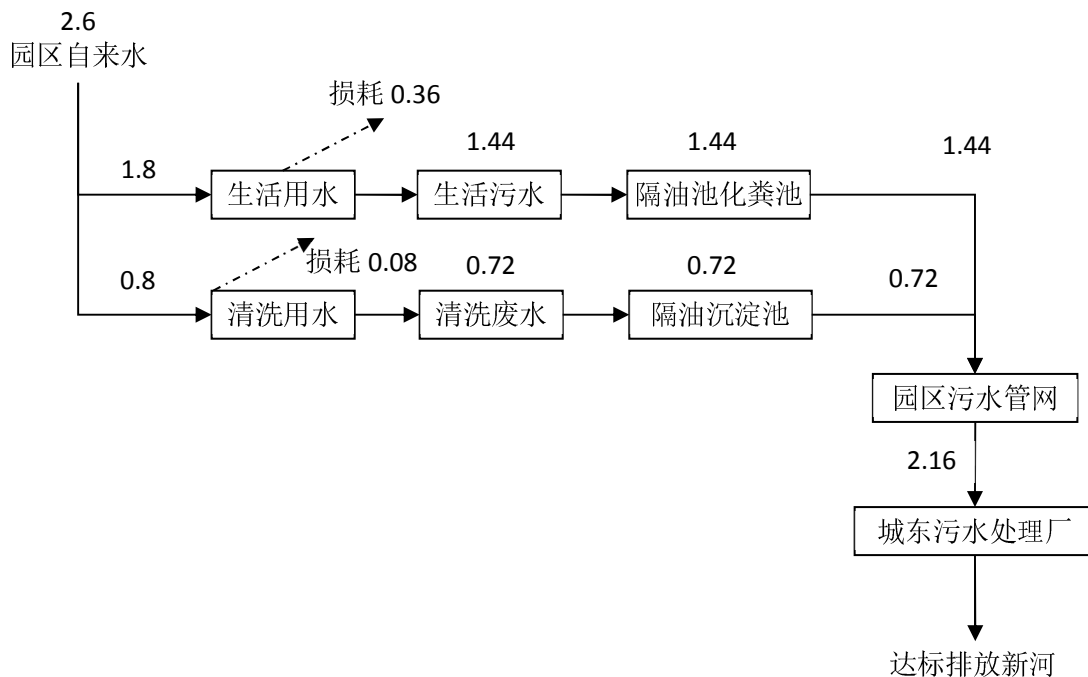 2.6
园区自来水
损耗 0.36
1.8
1.44
1.44
1.44
生活用水
生活污水
隔油池化粪池
损耗 0.08
0.8
0.72
0.72
0.72
清洗用水
清洗废水
隔油沉淀池
园区污水管网
2.16
城东污水处理厂
达标排放新河